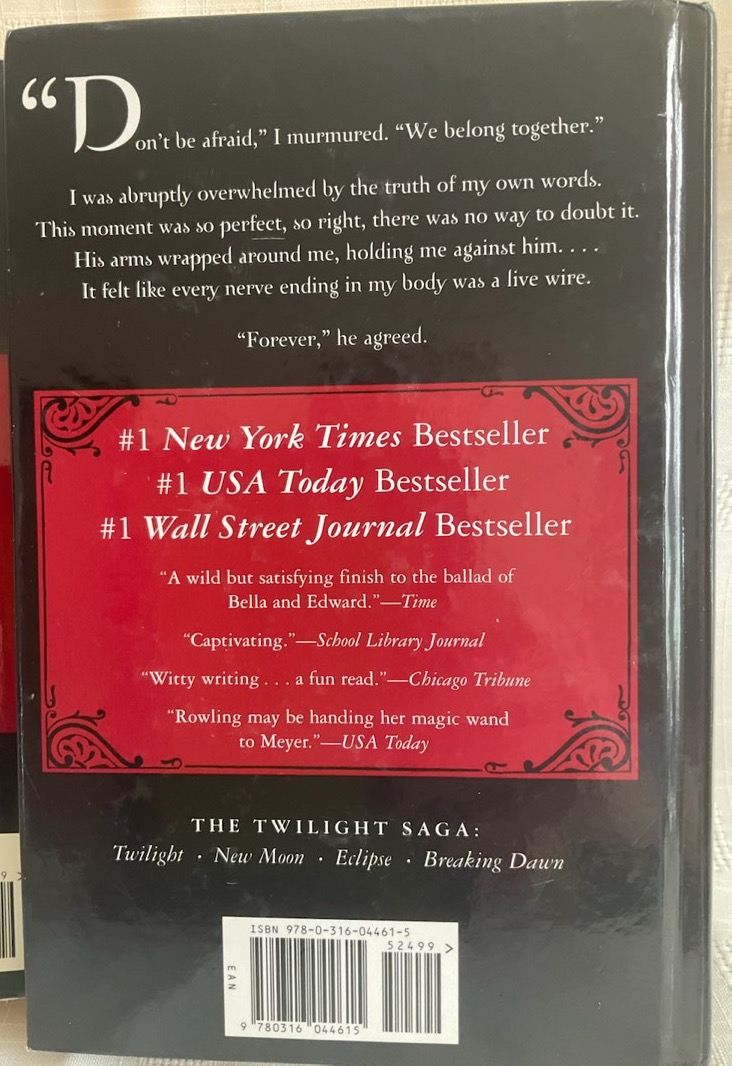 “Don’t be afraid,” I murmured. “We belong together.”
I was abruptly overwhelmed by the truth of my own words.
This moment was so perfect, so right, there was no way to doubt it.
His arms wrapped around me, holding me against him. . . .
It felt like every nerve ending in my body was a live wire.
“Forever,” he agreed.
#1 New York Times Bestseller
#1 USA Today Bestseller
#1 Wall Street Journal Bestseller
“A wild but satisfying finish to the ballad of
Bella and Edward.”—Time
“Captivating.”—School Library Journal
“Witty writing . . . a fun read.”—Chicago Tribune
“Rowling may be handing her magic wand
to Meyer.”—USA Today
THE TWILIGHT SAGA:
Twilight · New Moon · Eclipse · Breaking Dawn
ISBN 978-0-316-04461-5
52499 >
EAN
9 780316 044615
9 >